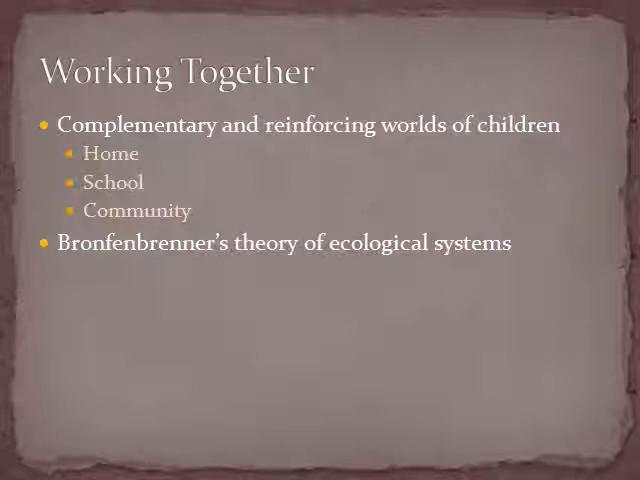 Working Together
Complementary and reinforcing worlds of children
Home
School
Community
Bronfenbrenner's theory of ecological systems